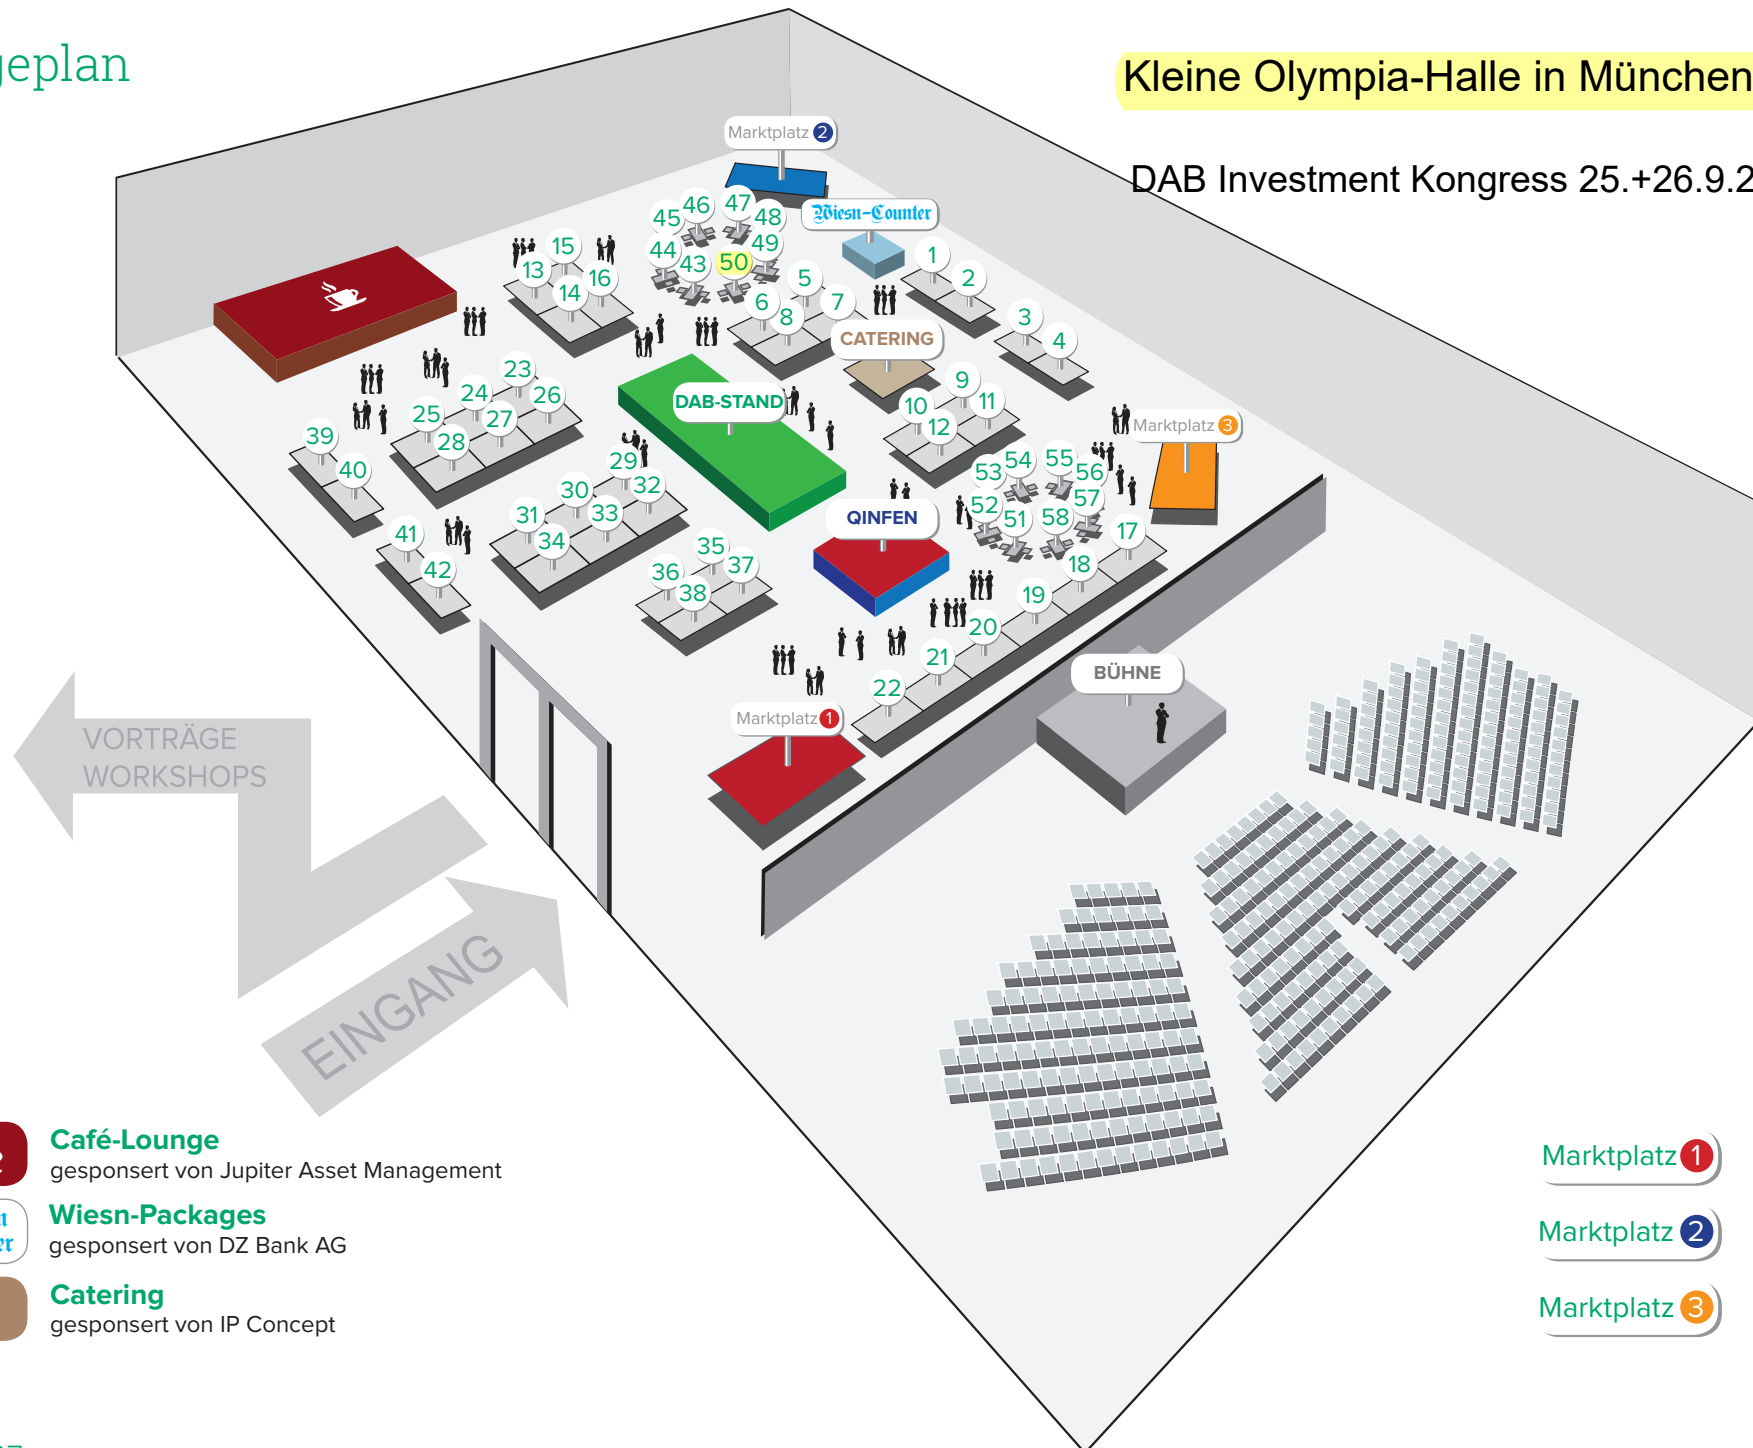 geplan
Kleine Olympia-Halle in München
DAB Investment Kongress 25.+26.9.2
Marktplatz 2
Wiesn-Counter
45 46 47 48
44 43 50 49
15
13 16
14
1
2
3
4
5
6 7
8
CATERING
DAB-STAND
9
10 11
12
Marktplatz 3
23
24 26
25 27
28
39
40
29
30 32
31 33
34
41
42
53 54 55 56
52 51 58 57
QINFEN
35
36 37
38
17
18
19
20
21
22
BÜHNE
Marktplatz 1
VORTRÄGE
WORKSHOPS
EINGANG
Café-Lounge
gesponsert von Jupiter Asset Management
Wiesn-Packages
gesponsert von DZ Bank AG
Catering
gesponsert von IP Concept
Marktplatz 1
Marktplatz 2
Marktplatz 3